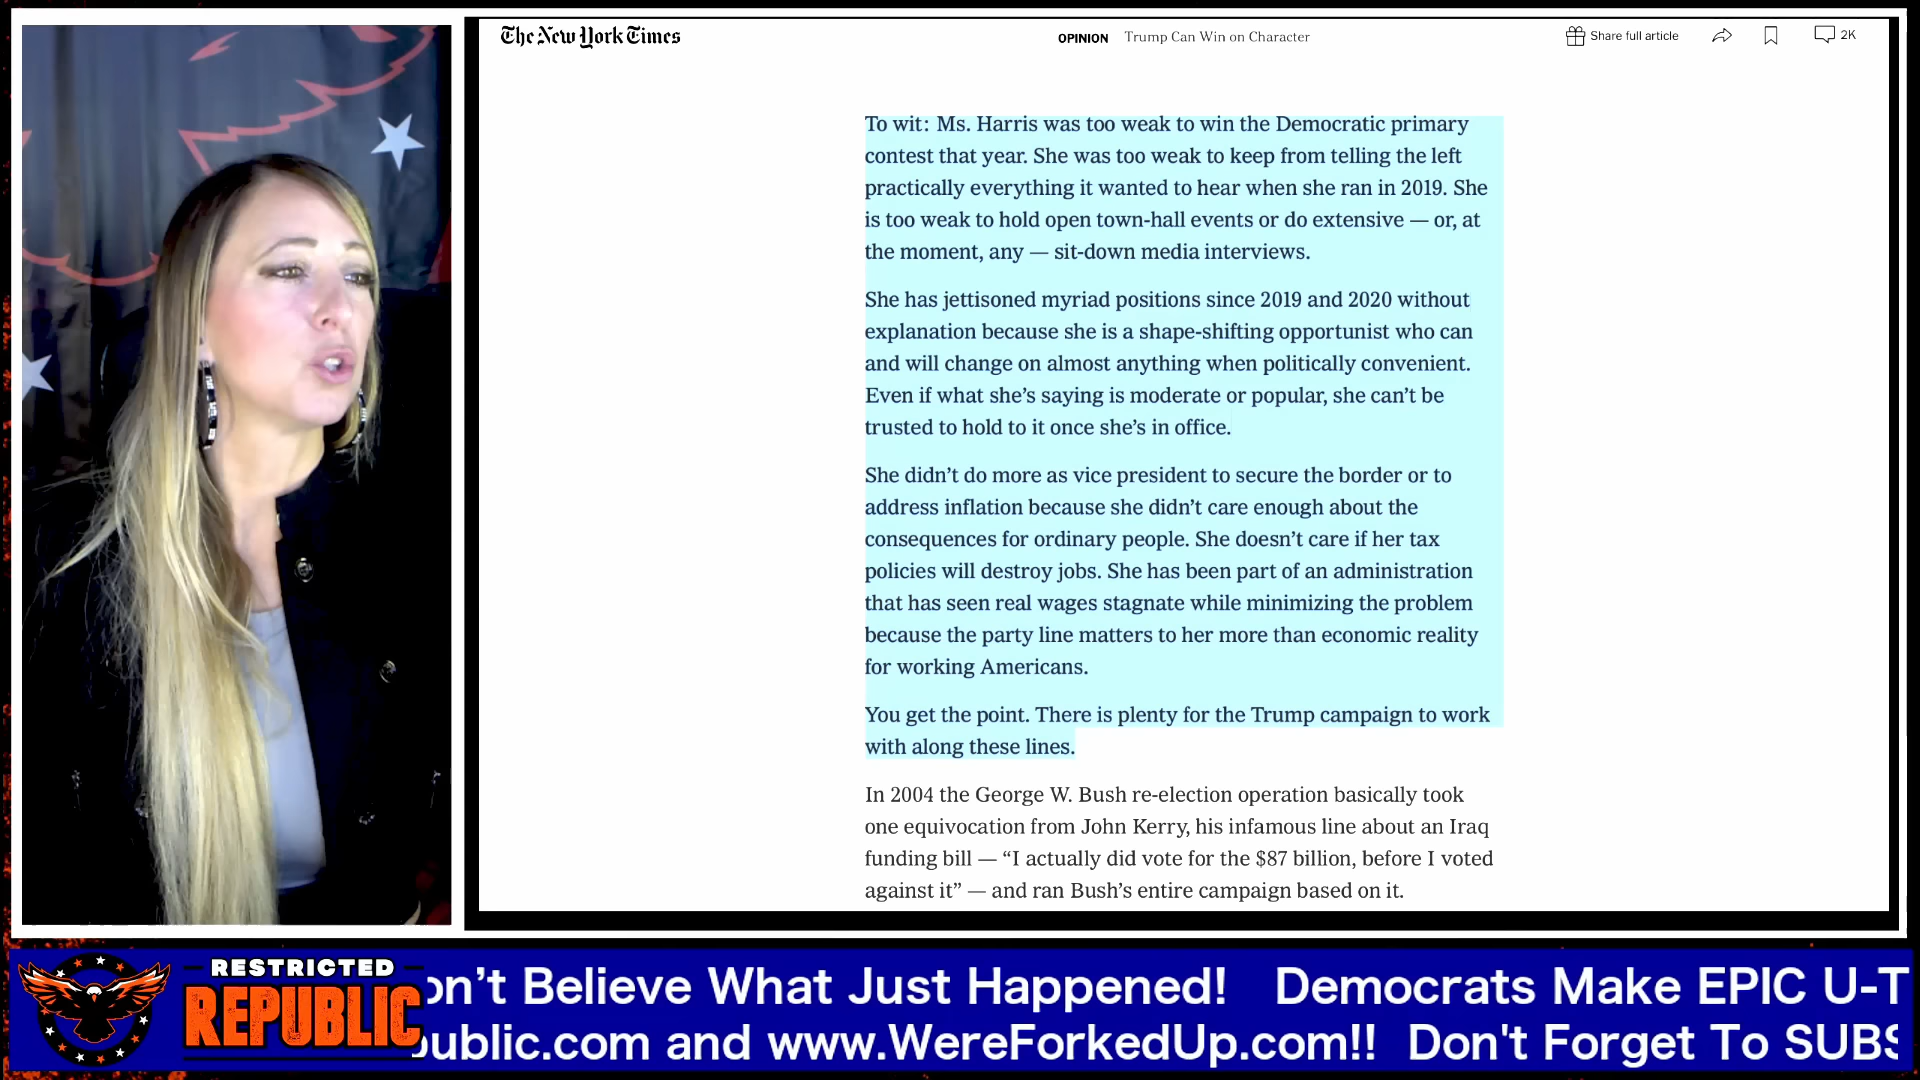 The New York Times
OPINION Trump Can Win on Character
Share full article
2K
To wit: Ms. Harris was too weak to win the Democratic primary
contest that year. She was too weak to keep from telling the left
practically everything it wanted to hear when she ran in 2019. She
is too weak to hold open town-hall events or do extensive — or, at
the moment, any — sit-down media interviews.
She has jettisoned myriad positions since 2019 and 2020 without
explanation because she is a shape-shifting opportunist who can
and will change on almost anything when politically convenient.
Even if what she’s saying is moderate or popular, she can’t be
trusted to hold to it once she’s in office.
She didn’t do more as vice president to secure the border or to
address inflation because she didn’t care enough about the
consequences for ordinary people. She doesn’t care if her tax
policies will destroy jobs. She has been part of an administration
that has seen real wages stagnate while minimizing the problem
because the party line matters to her more than economic reality
for working Americans.
You get the point. There is plenty for the Trump campaign to work
with along these lines.
In 2004 the George W. Bush re-election operation basically took
one equivocation from John Kerry, his infamous line about an Iraq
funding bill — “I actually did vote for the $87 billion, before I voted
against it” — and ran Bush’s entire campaign based on it.
RESTRICTED
REPUBLIC
on’t Believe What Just Happened! Democrats Make EPIC U-T
public.com and www.WereForkedUp.com!! Don't Forget To SUBS